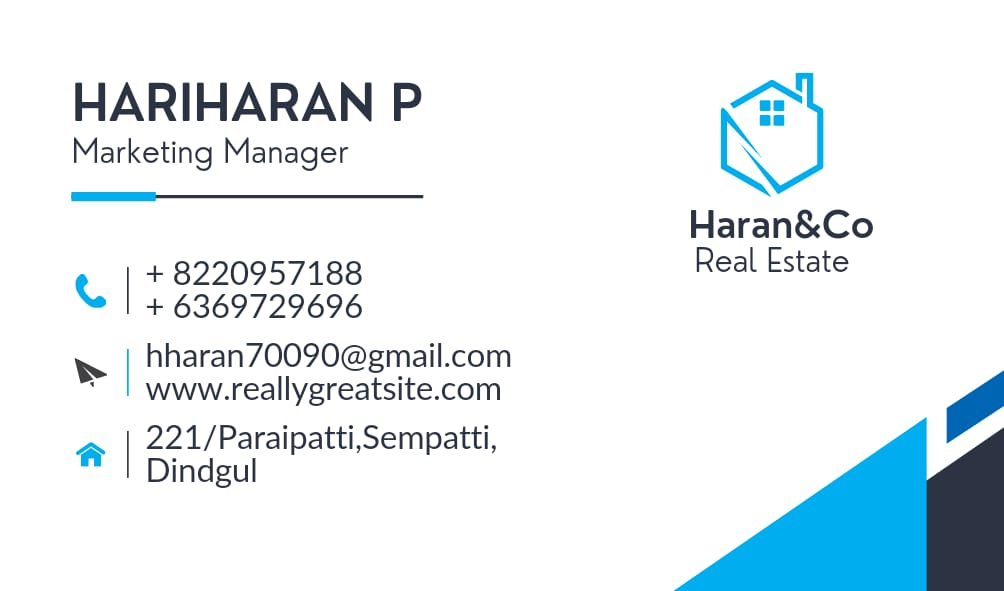 HARIHARAN P
Marketing Manager
Haran&Co
Real Estate
+ 8220957188
+ 6369729696
hharan70090@gmail.com
www.reallygreatsite.com
221/Paraipatti,Sempatti,
Dindgul